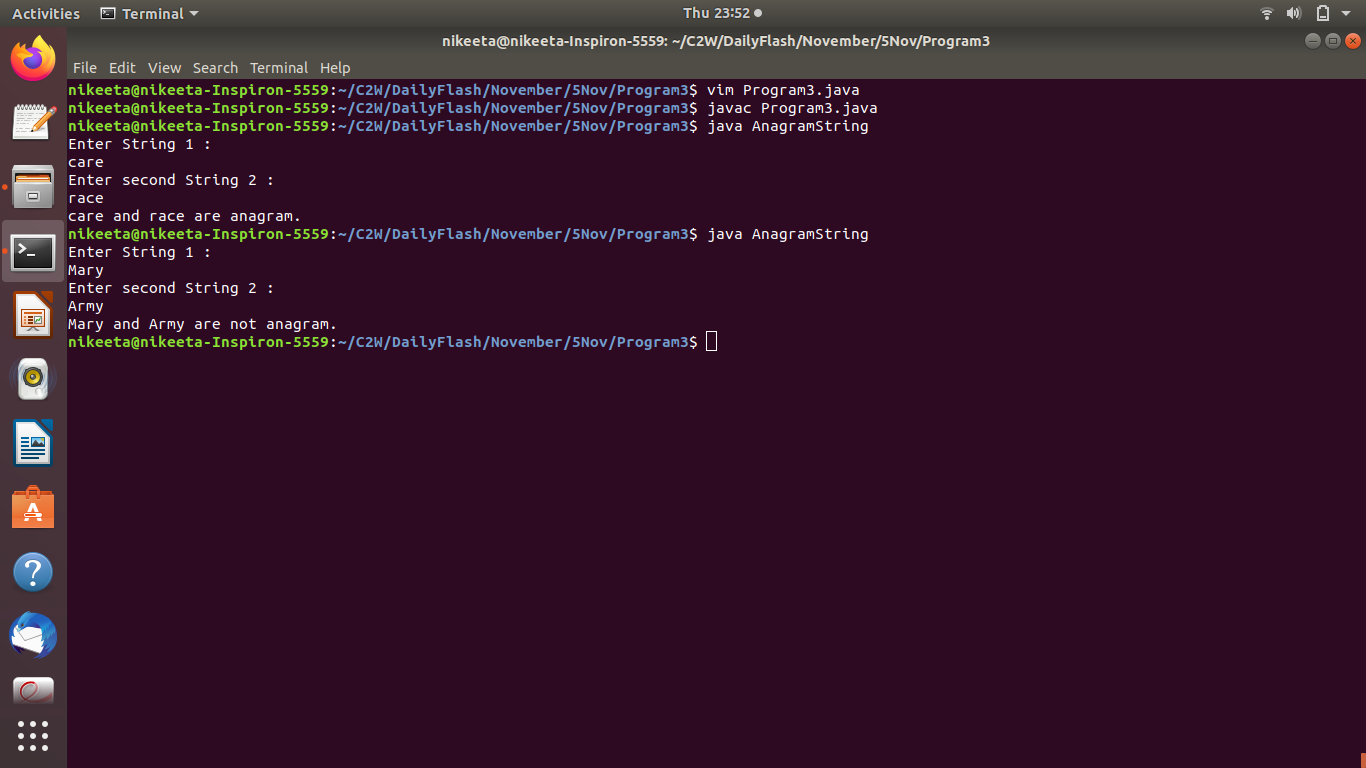 Activities Terminal Thu 23:52
nikeeta@nikeeta-Inspiron-5559: ~/C2W/DailyFlash/November/5Nov/Program3
File Edit View Search Terminal Help
nikeeta@nikeeta-Inspiron-5559:~/C2W/DailyFlash/November/5Nov/Program3$ vim Program3.java
nikeeta@nikeeta-Inspiron-5559:~/C2W/DailyFlash/November/5Nov/Program3$ javac Program3.java
nikeeta@nikeeta-Inspiron-5559:~/C2W/DailyFlash/November/5Nov/Program3$ java AnagramString
Enter String 1 :
care
Enter second String 2 :
race
care and race are anagram.
nikeeta@nikeeta-Inspiron-5559:~/C2W/DailyFlash/November/5Nov/Program3$ java AnagramString
Enter String 1 :
Mary
Enter second String 2 :
Army
Mary and Army are not anagram.
nikeeta@nikeeta-Inspiron-5559:~/C2W/DailyFlash/November/5Nov/Program3$